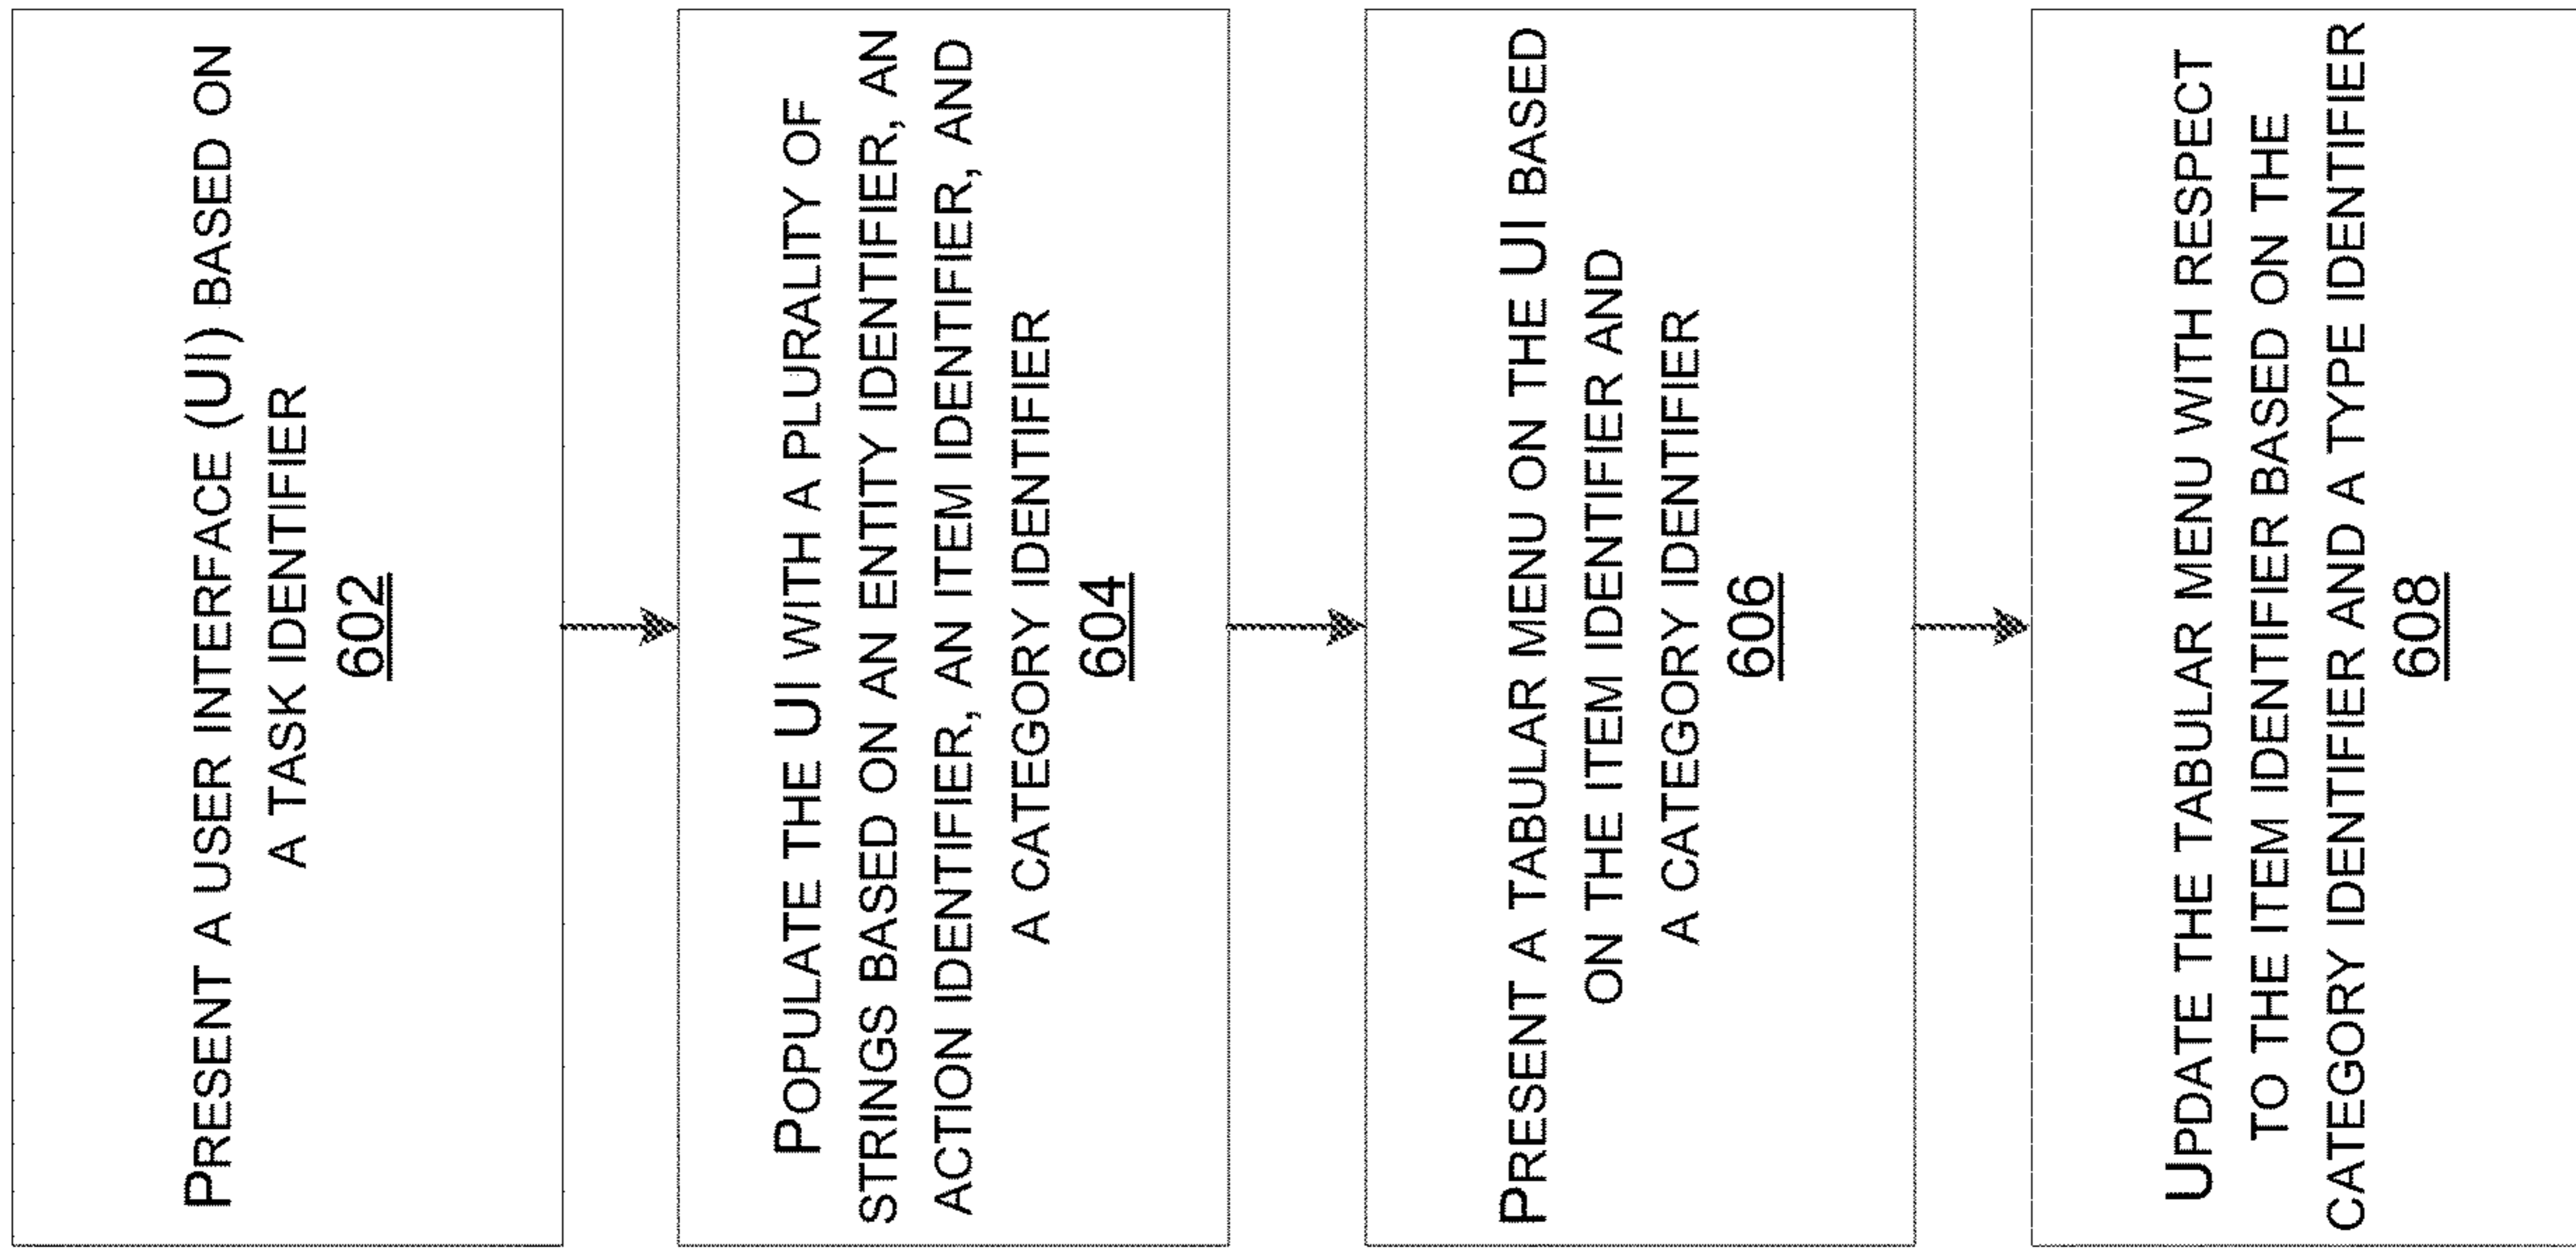 PRESENT A USER INTERFACE (UI) BASED ON
A TASK IDENTIFIER
602
POPULATE THE UI WITH A PLURALITY OF
STRINGS BASED ON AN ENTITY IDENTIFIER, AN
ACTION IDENTIFIER, AN ITEM IDENTIFIER, AND
A CATEGORY IDENTIFIER
604
PRESENT A TABULAR MENU ON THE UI BASED
ON THE ITEM IDENTIFIER AND
A CATEGORY IDENTIFIER
606
UPDATE THE TABULAR MENU WITH RESPECT
TO THE ITEM IDENTIFIER BASED ON THE
CATEGORY IDENTIFIER AND A TYPE IDENTIFIER
608